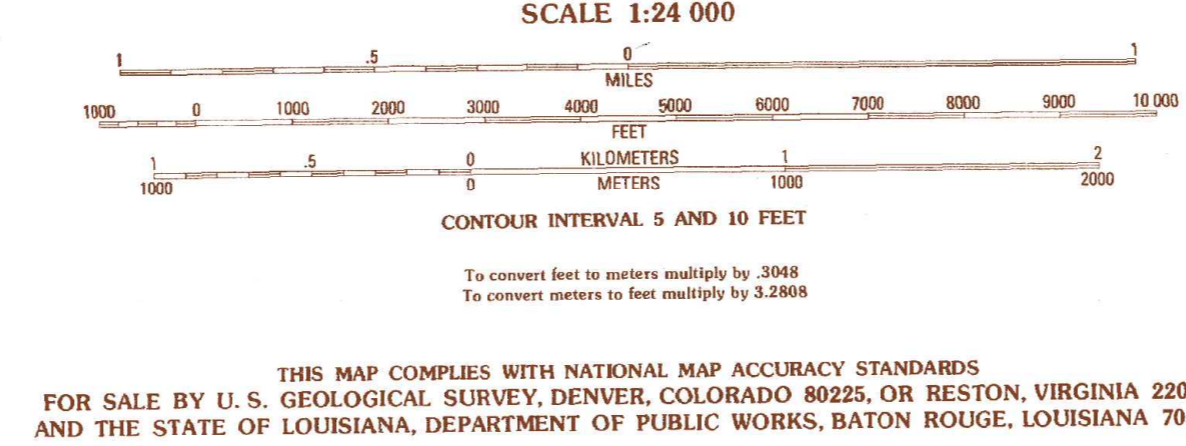 SCALE 1:24 000
1 .5 0 1
MILES
1000 0 1000 2000 3000 4000 5000 6000 7000 8000 9000 10 000
FEET
1 .5 0 KILOMETERS 1 2
1000 0 METERS 1000 2000
CONTOUR INTERVAL 5 AND 10 FEET
To convert feet to meters multiply by .3048
To convert meters to feet multiply by 3.2808
THIS MAP COMPLIES WITH NATIONAL MAP ACCURACY STANDARDS
FOR SALE BY U. S. GEOLOGICAL SURVEY, DENVER, COLORADO 80225, OR RESTON, VIRGINIA 220
AND THE STATE OF LOUISIANA, DEPARTMENT OF PUBLIC WORKS, BATON ROUGE, LOUISIANA 70